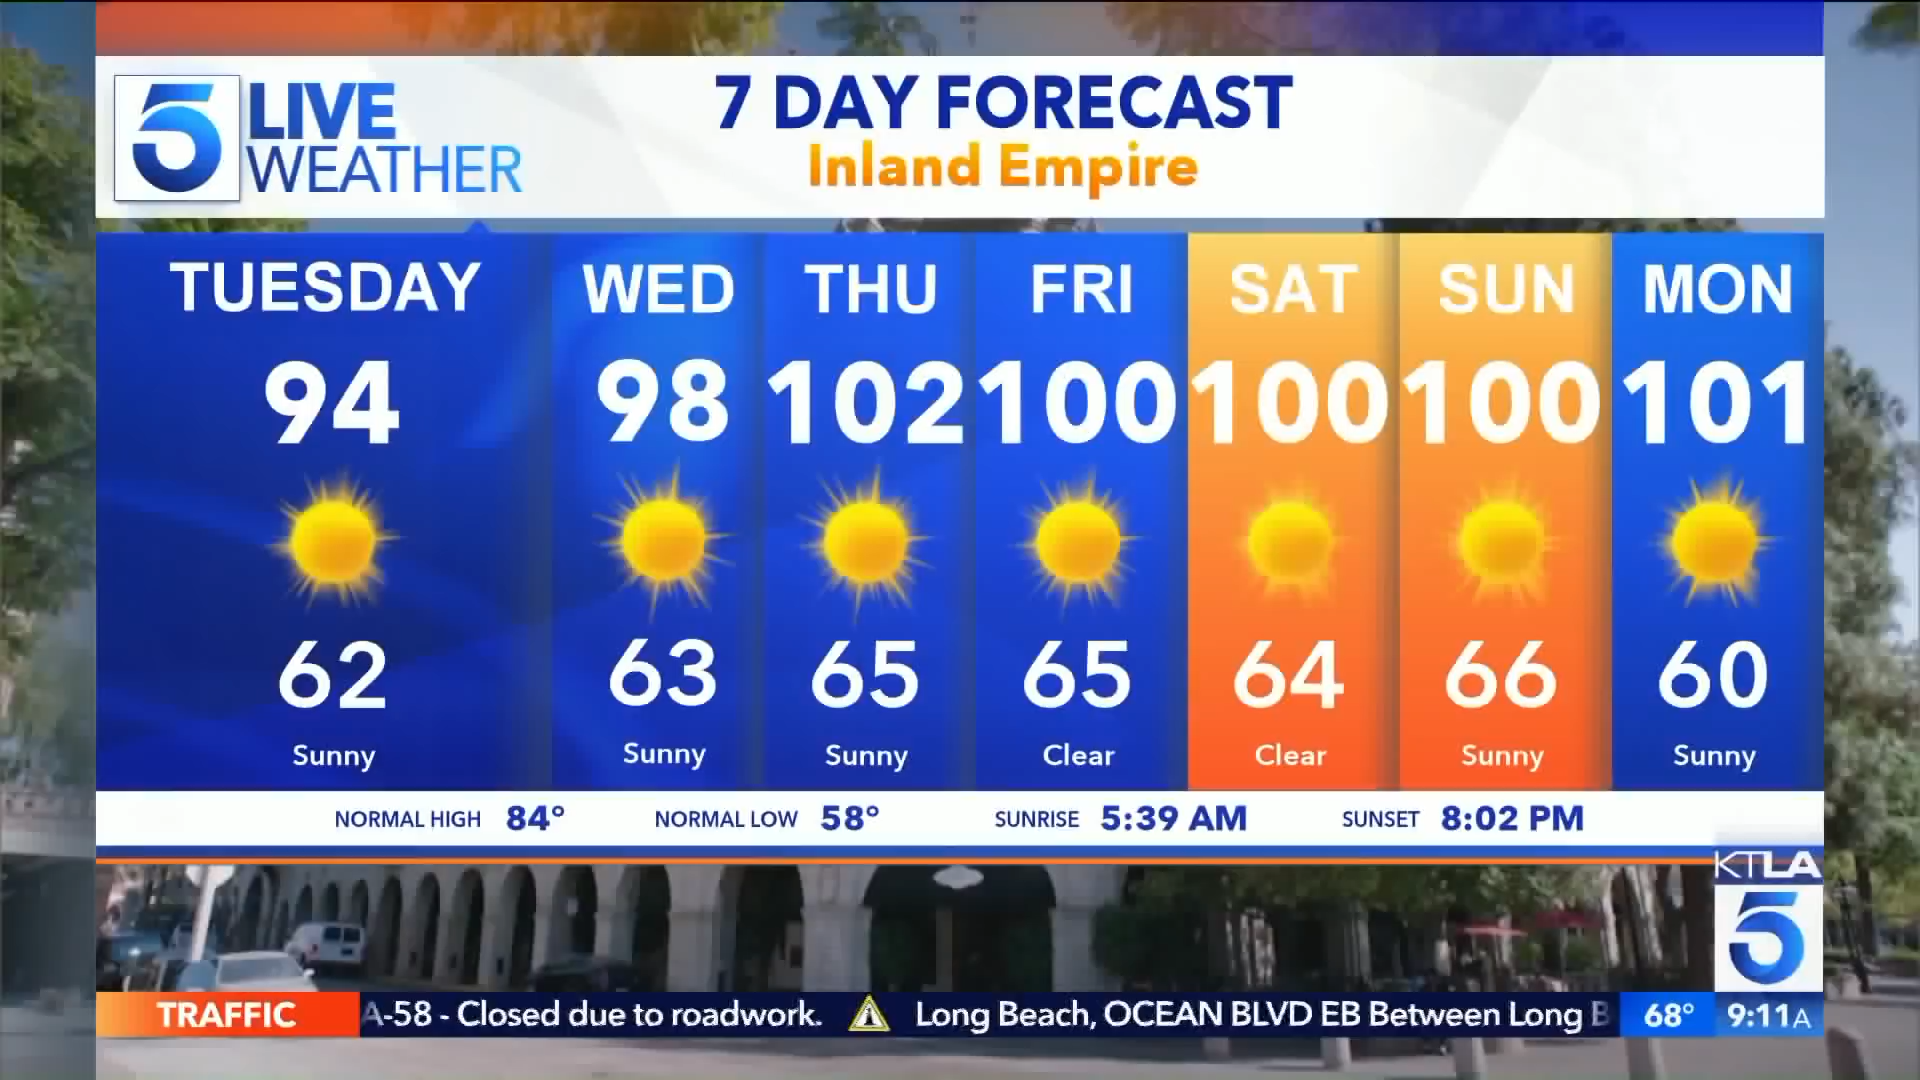 5 LIVE
WEATHER
7 DAY FORECAST
Inland Empire
TUESDAY
94
62
Sunny
WED
98
63
Sunny
THU
102
65
Sunny
FRI
100
65
Clear
SAT
100
64
Clear
SUN
100
66
Sunny
MON
101
60
Sunny
NORMAL HIGH 84° NORMAL LOW 58° SUNRISE 5:39 AM SUNSET 8:02 PM
KTLA
5
TRAFFIC A-58 - Closed due to roadwork. Long Beach, OCEAN BLVD EB Between Long B 68° 9:11A